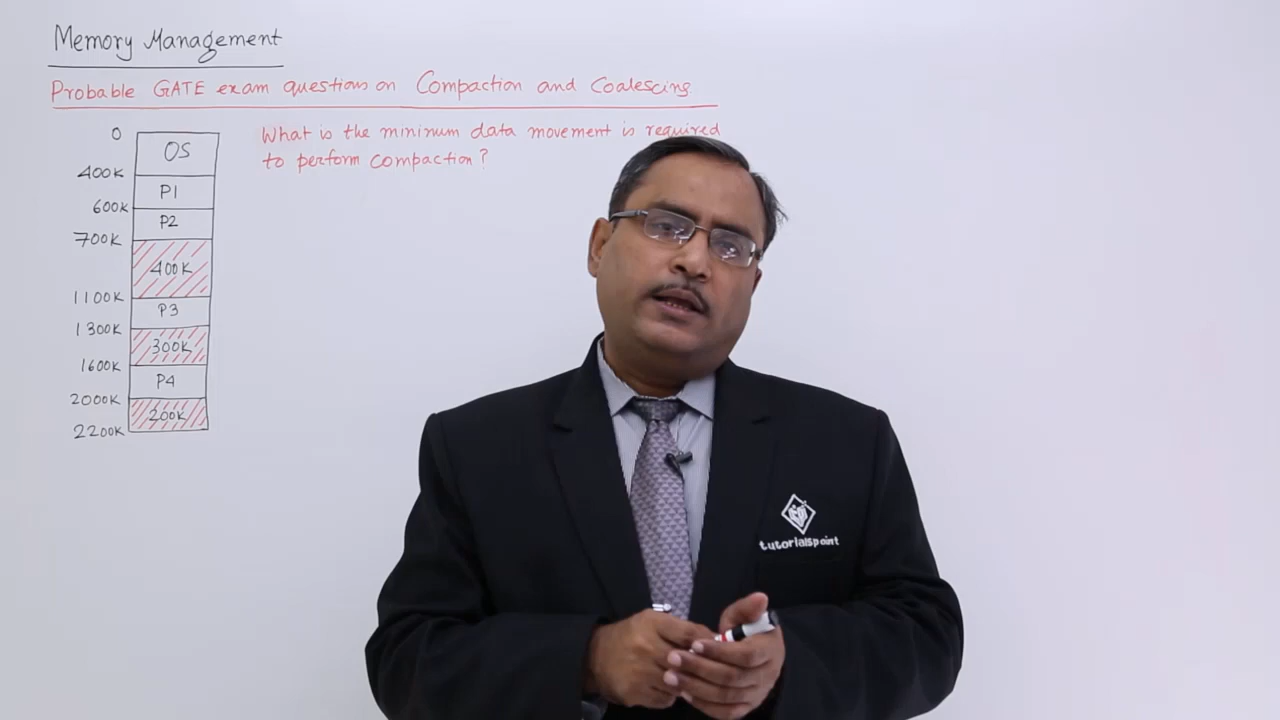 Memory Management
Probable GATE exam questions on Compaction and Coalescing
What is the minimum data movement is required
to perform compaction?
0
OS
400K
P1
600K
P2
700K
400K
1100K
P3
1300K
300K
1600K
P4
2000K
200K
2200K
tutorialspoint